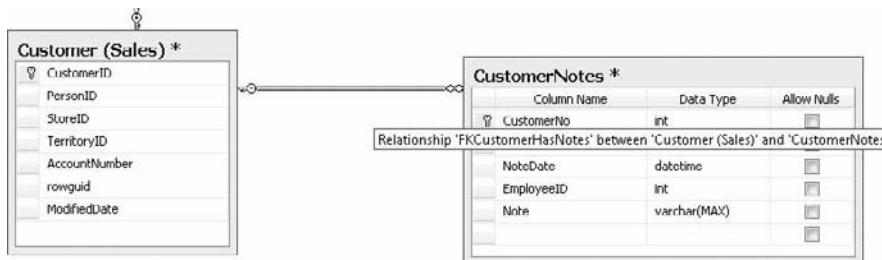 Customer (Sales) *
CustomerID
PersonID
StoreID
TerritoryID
AccountNumber
rowguid
ModifiedDate
CustomerNotes *
Column Name Data Type Allow Nulls
CustomerNo int
Relationship 'FKCustomerHasNotes' between 'Customer (Sales)' and 'CustomerNotes
NoteDate datetime
EmployeeID int
Note varchar(MAX)